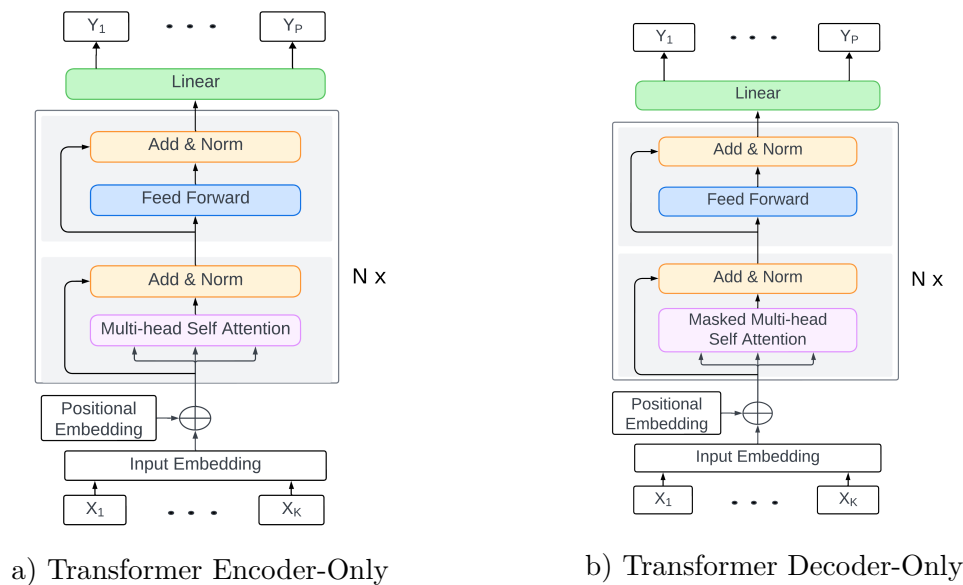 Y1 • • • YP
Linear
Add & Norm
Feed Forward
Add & Norm
Multi-head Self Attention
N x
Positional
Embedding
Input Embedding
X1 • • • XK
a) Transformer Encoder-Only
Y1 • • • YP
Linear
Add & Norm
Feed Forward
Add & Norm
Masked Multi-head
Self Attention
N x
Positional
Embedding
Input Embedding
X1 • • • XK
b) Transformer Decoder-Only